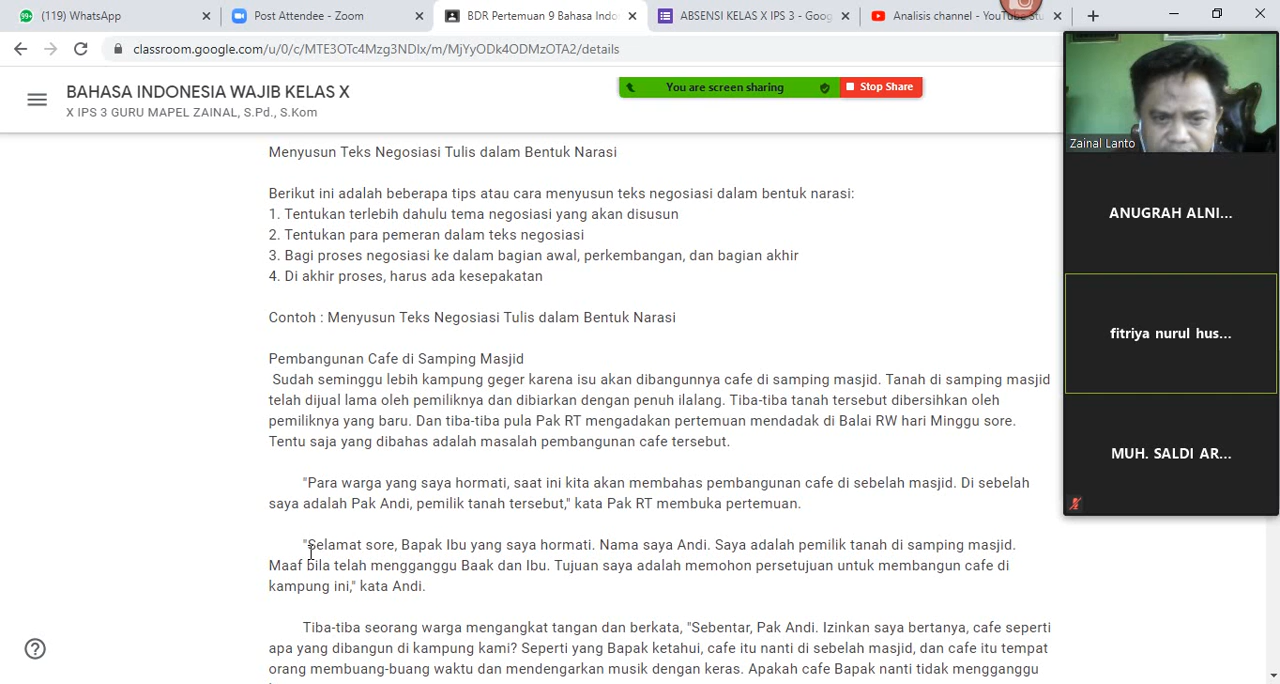 (119) WhatsApp
Post Attendee - Zoom
BDR Pertemuan 9 Bahasa Indo
ABSENSI KELAS X IPS 3 - Goog
Analisis channel - YouTube Stu
99+
classroom.google.com/u/0/c/MTE3OTc4Mzg3NDIx/m/MjYyODk4ODMzOTA2/details
BAHASA INDONESIA WAJIB KELAS X
X IPS 3 GURU MAPEL ZAINAL, S.Pd., S.Kom
You are screen sharing
Stop Share
Zainal Lanto
ANUGRAH ALNI...
fitriya nurul hus...
MUH. SALDI AR...
Menyusun Teks Negosiasi Tulis dalam Bentuk Narasi
Berikut ini adalah beberapa tips atau cara menyusun teks negosiasi dalam bentuk narasi:
1. Tentukan terlebih dahulu tema negosiasi yang akan disusun
2. Tentukan para pemeran dalam teks negosiasi
3. Bagi proses negosiasi ke dalam bagian awal, perkembangan, dan bagian akhir
4. Di akhir proses, harus ada kesepakatan
Contoh : Menyusun Teks Negosiasi Tulis dalam Bentuk Narasi
Pembangunan Cafe di Samping Masjid
Sudah seminggu lebih kampung geger karena isu akan dibangunnya cafe di samping masjid. Tanah di samping masjid
telah dijual lama oleh pemiliknya dan dibiarkan dengan penuh ilalang. Tiba-tiba tanah tersebut dibersihkan oleh
pemiliknya yang baru. Dan tiba-tiba pula Pak RT mengadakan pertemuan mendadak di Balai RW hari Minggu sore.
Tentu saja yang dibahas adalah masalah pembangunan cafe tersebut.
"Para warga yang saya hormati, saat ini kita akan membahas pembangunan cafe di sebelah masjid. Di sebelah
saya adalah Pak Andi, pemilik tanah tersebut," kata Pak RT membuka pertemuan.
"Selamat sore, Bapak Ibu yang saya hormati. Nama saya Andi. Saya adalah pemilik tanah di samping masjid.
Maaf bila telah mengganggu Baak dan Ibu. Tujuan saya adalah memohon persetujuan untuk membangun cafe di
kampung ini," kata Andi.
Tiba-tiba seorang warga mengangkat tangan dan berkata, "Sebentar, Pak Andi. Izinkan saya bertanya, cafe seperti
apa yang dibangun di kampung kami? Seperti yang Bapak ketahui, cafe itu nanti di sebelah masjid, dan cafe itu tempat
orang membuang-buang waktu dan mendengarkan musik dengan keras. Apakah cafe Bapak nanti tidak mengganggu